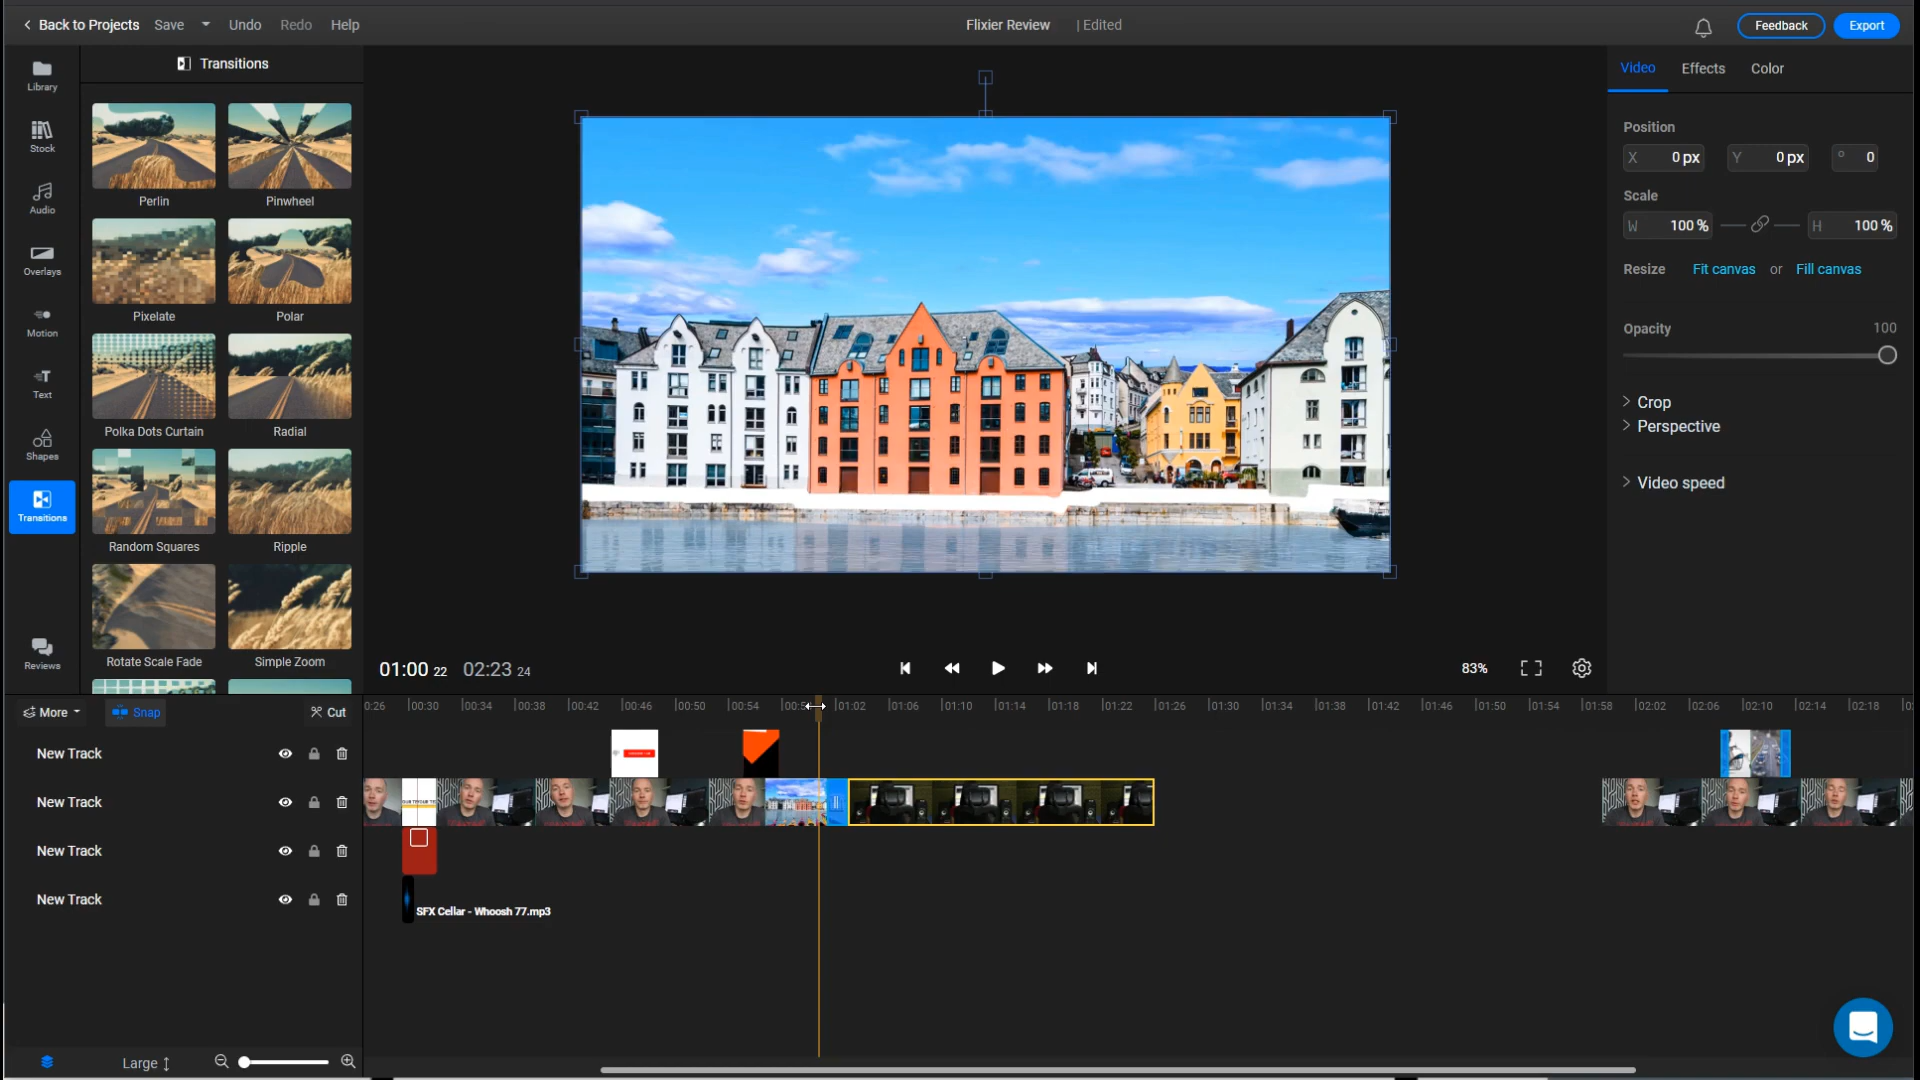 Back to Projects Save Undo Redo Help Flixier Review | Edited Feedback Export
Library
Stock
Audio
Overlays
Motion
Text
Shapes
Transitions
Reviews
Transitions
Perlin Pinwheel
Pixelate Polar
Polka Dots Curtain Radial
Random Squares Ripple
Rotate Scale Fade Simple Zoom
01:00 22 02:23 24
83%
Video Effects Color
Position
X 0 px Y 0 px ° 0
Scale
W 100 % H 100 %
Resize Fit canvas or Fill canvas
Opacity 100
> Crop
> Perspective
> Video speed
More Snap Cut
0:26 00:30 00:34 00:38 00:42 00:46 00:50 00:54 01:02 01:06 01:10 01:14 01:18 01:22 01:26 01:30 01:34 01:38 01:42 01:46 01:50 01:54 01:58 02:02 02:06 02:10 02:14 02:18
New Track
New Track
New Track
New Track
SFX Cellar - Whoosh 77.mp3
Large